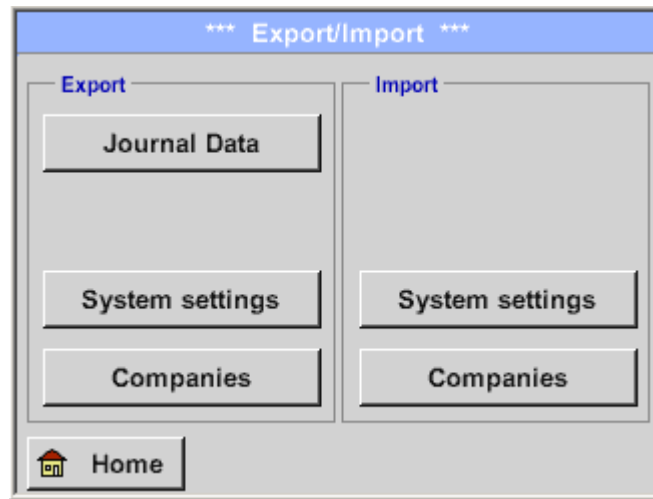 *** Export/Import ***
Export
Journal Data
System settings
Companies
Import
System settings
Companies
Home